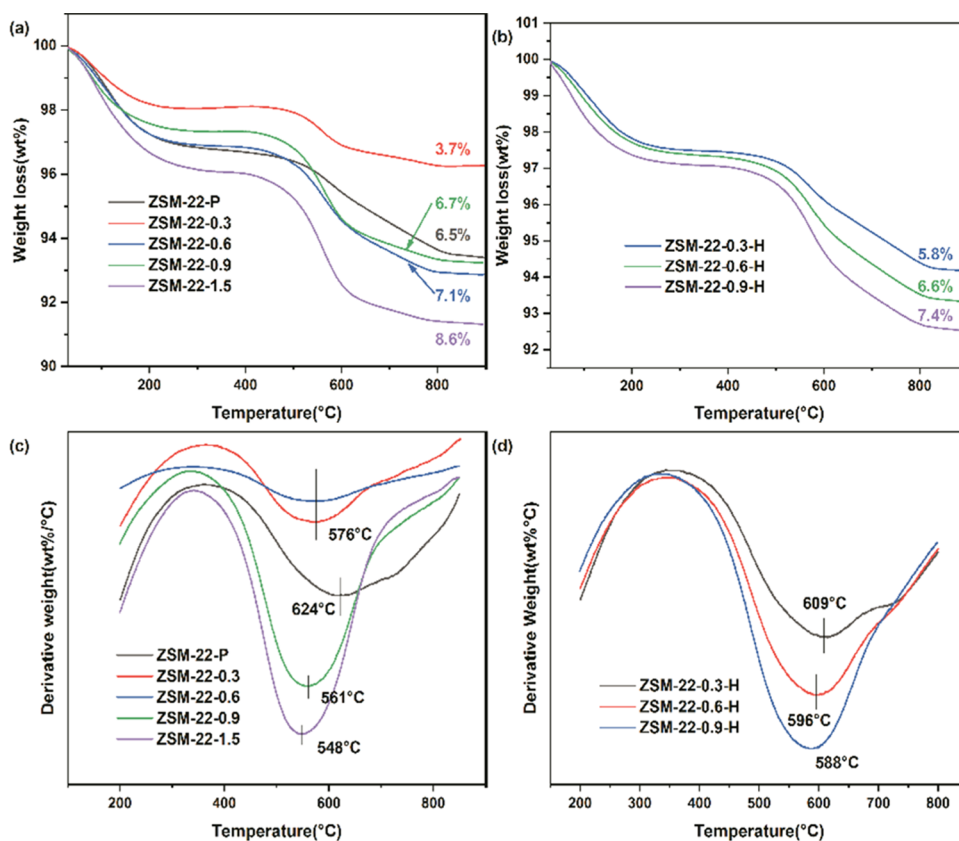 (a)
100
98
96
94
92
90
Weight loss(wt%)
ZSM-22-P
ZSM-22-0.3
ZSM-22-0.6
ZSM-22-0.9
ZSM-22-1.5
3.7%
6.7%
6.5%
7.1%
8.6%
200 400 600 800
Temperature(°C)
(b)
100
99
98
97
96
95
94
93
92
Weight loss(wt%)
ZSM-22-0.3-H
ZSM-22-0.6-H
ZSM-22-0.9-H
5.8%
6.6%
7.4%
200 400 600 800
Temperature(°C)
(c)
Derivative weight(wt%/°C)
576°C
624°C
561°C
548°C
ZSM-22-P
ZSM-22-0.3
ZSM-22-0.6
ZSM-22-0.9
ZSM-22-1.5
200 400 600 800
Temperature(°C)
(d)
Derivative Weight(wt%/°C)
609°C
596°C
588°C
ZSM-22-0.3-H
ZSM-22-0.6-H
ZSM-22-0.9-H
200 300 400 500 600 700 800
Temperature(°C)